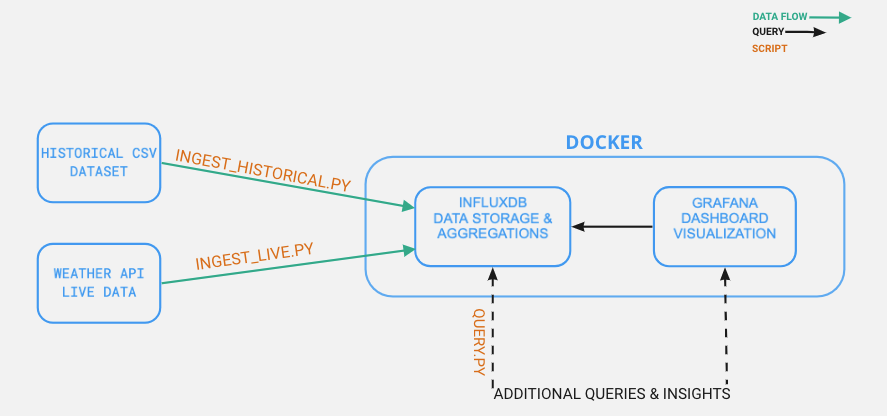 DATA FLOW
QUERY
SCRIPT
DOCKER
HISTORICAL CSV
DATASET
INGEST_HISTORICAL.PY
INFLUXDB
DATA STORAGE &
AGGREGATIONS
GRAFANA
DASHBOARD
VISUALIZATION
WEATHER API
LIVE DATA
INGEST_LIVE.PY
QUERY.PY
ADDITIONAL QUERIES & INSIGHTS